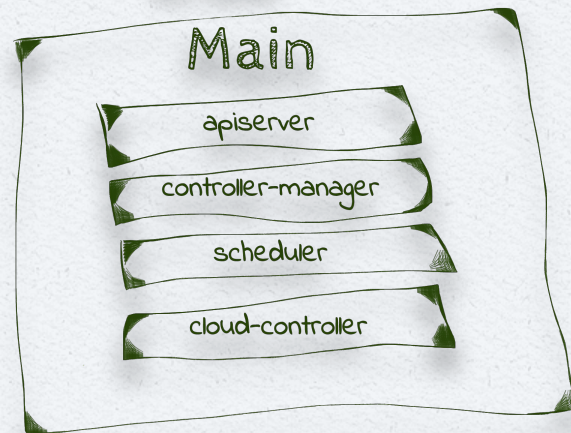 Main
apiserver
controller-manager
scheduler
cloud-controller